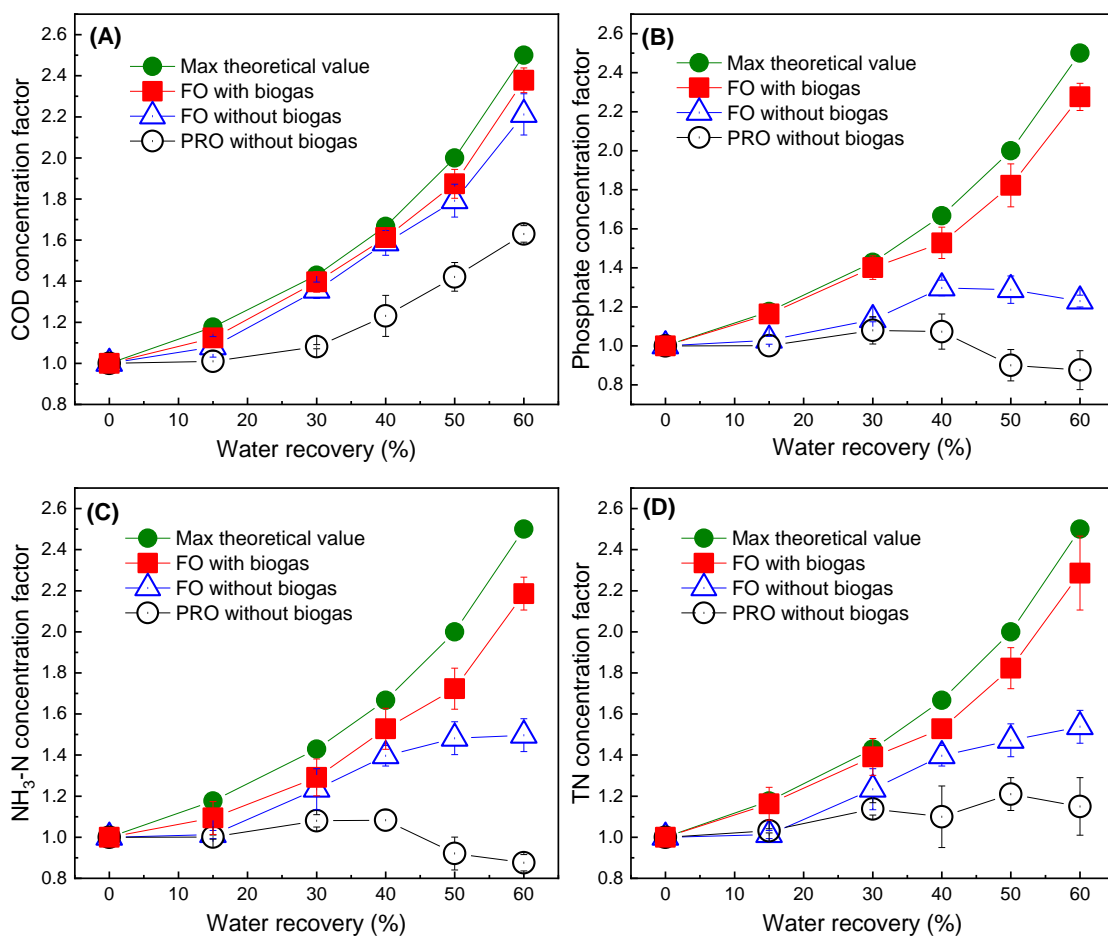 (A)
Max theoretical value
FO with biogas
FO without biogas
PRO without biogas
COD concentration factor
2.6
2.4
2.2
2.0
1.8
1.6
1.4
1.2
1.0
0.8
0 10 20 30 40 50 60
Water recovery (%)
(B)
Max theoretical value
FO with biogas
FO without biogas
PRO without biogas
Phosphate concentration factor
2.6
2.4
2.2
2.0
1.8
1.6
1.4
1.2
1.0
0.8
0 10 20 30 40 50 60
Water recovery (%)
(C)
Max theoretical value
FO with biogas
FO without biogas
PRO without biogas
NH₃-N concentration factor
2.6
2.4
2.2
2.0
1.8
1.6
1.4
1.2
1.0
0.8
0 10 20 30 40 50 60
Water recovery (%)
(D)
Max theoretical value
FO with biogas
FO without biogas
PRO without biogas
TN concentration factor
2.6
2.4
2.2
2.0
1.8
1.6
1.4
1.2
1.0
0.8
0 10 20 30 40 50 60
Water recovery (%)